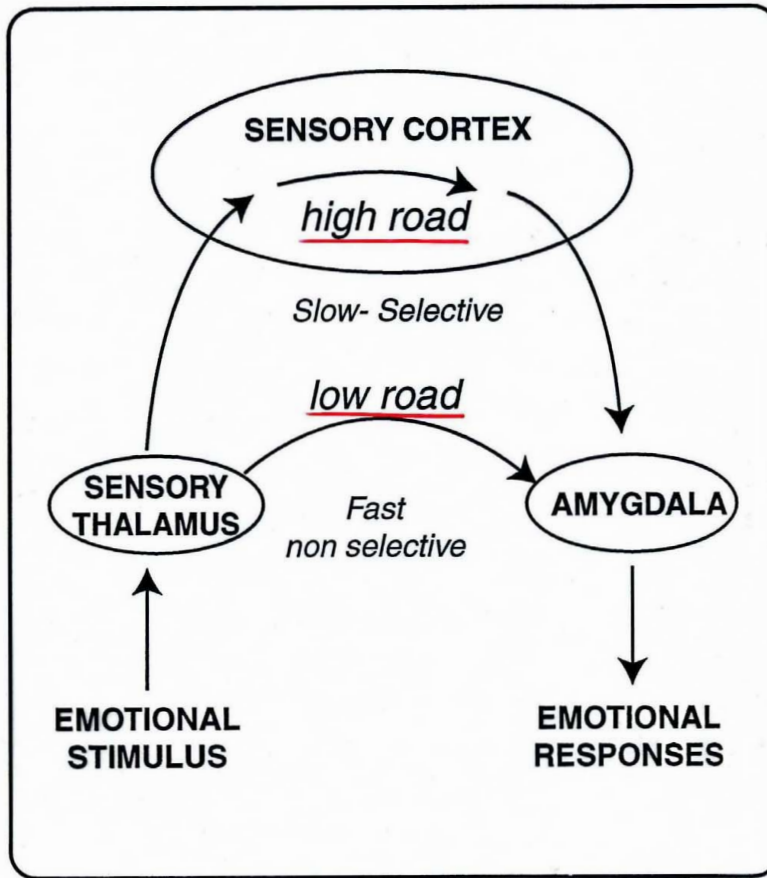 SENSORY CORTEX
high road
Slow- Selective
low road
SENSORY
THALAMUS
Fast
non selective
AMYGDALA
EMOTIONAL
STIMULUS
EMOTIONAL
RESPONSES